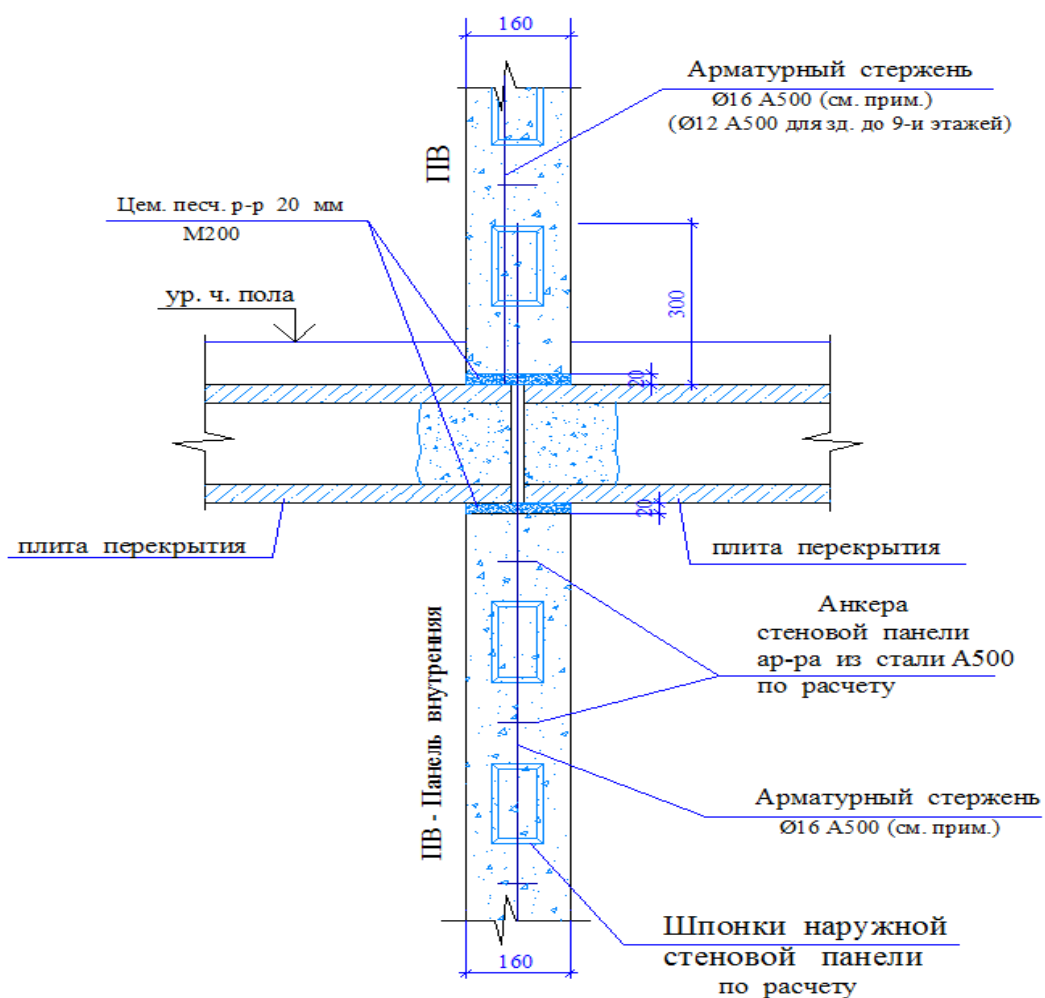 160
Арматурный стержень
Ø16 А500 (см. прим.)
(Ø12 А500 для зд. до 9-и этажей)
ПВ
Цем. песч. р-р 20 мм
М200
300
ур. ч. пола
20
20
плита перекрытия
плита перекрытия
Анкера
стеновой панели
ар-ра из стали А500
по расчету
ПВ - Панель внутренняя
Арматурный стержень
Ø16 А500 (см. прим.)
Шпонки наружной
стеновой панели
по расчету
160